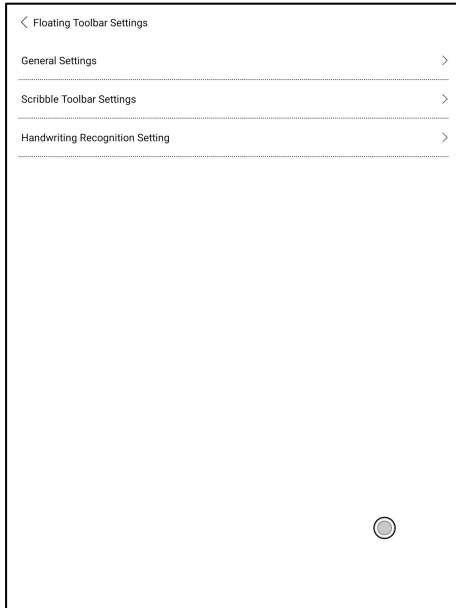 Floating Toolbar Settings
General Settings
Scribble Toolbar Settings
Handwriting Recognition Setting